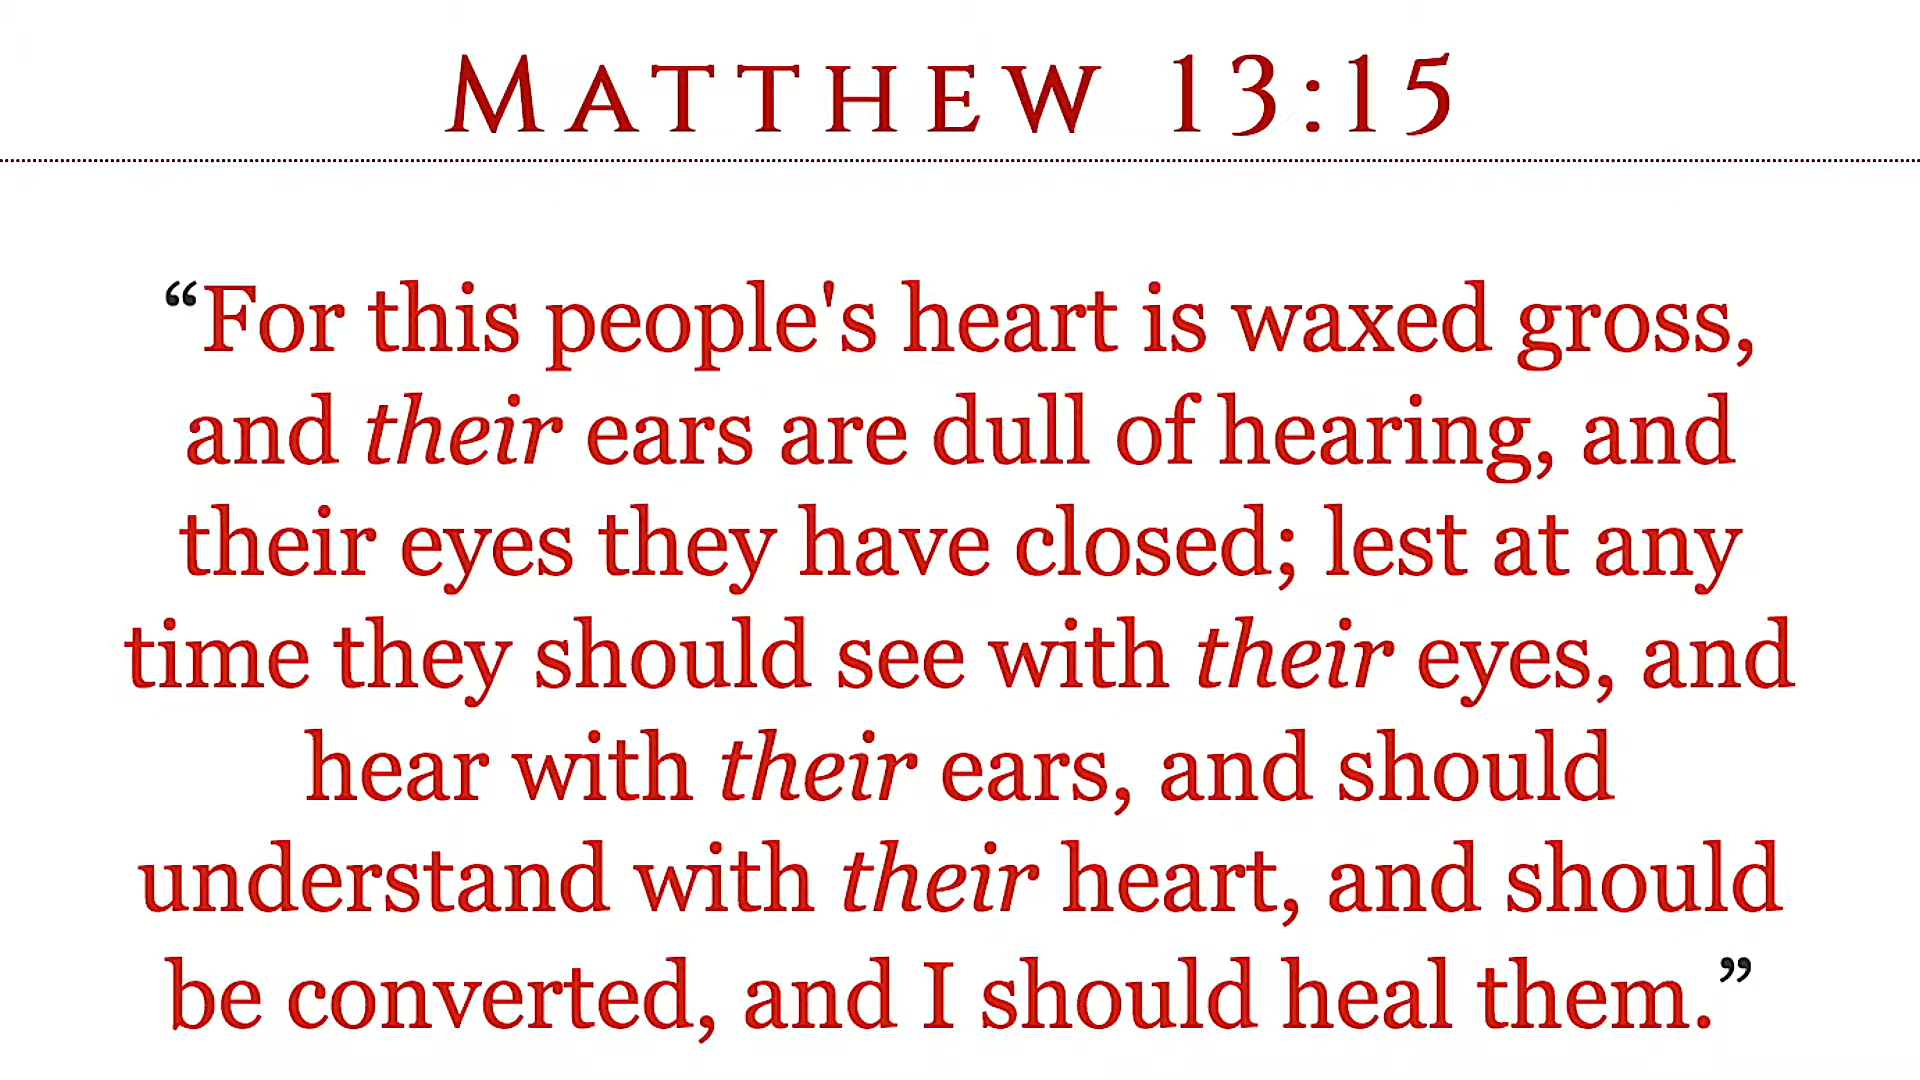 MATTHEW 13:15
“For this people's heart is waxed gross,
and their ears are dull of hearing, and
their eyes they have closed; lest at any
time they should see with their eyes, and
hear with their ears, and should
understand with their heart, and should
be converted, and I should heal them.”